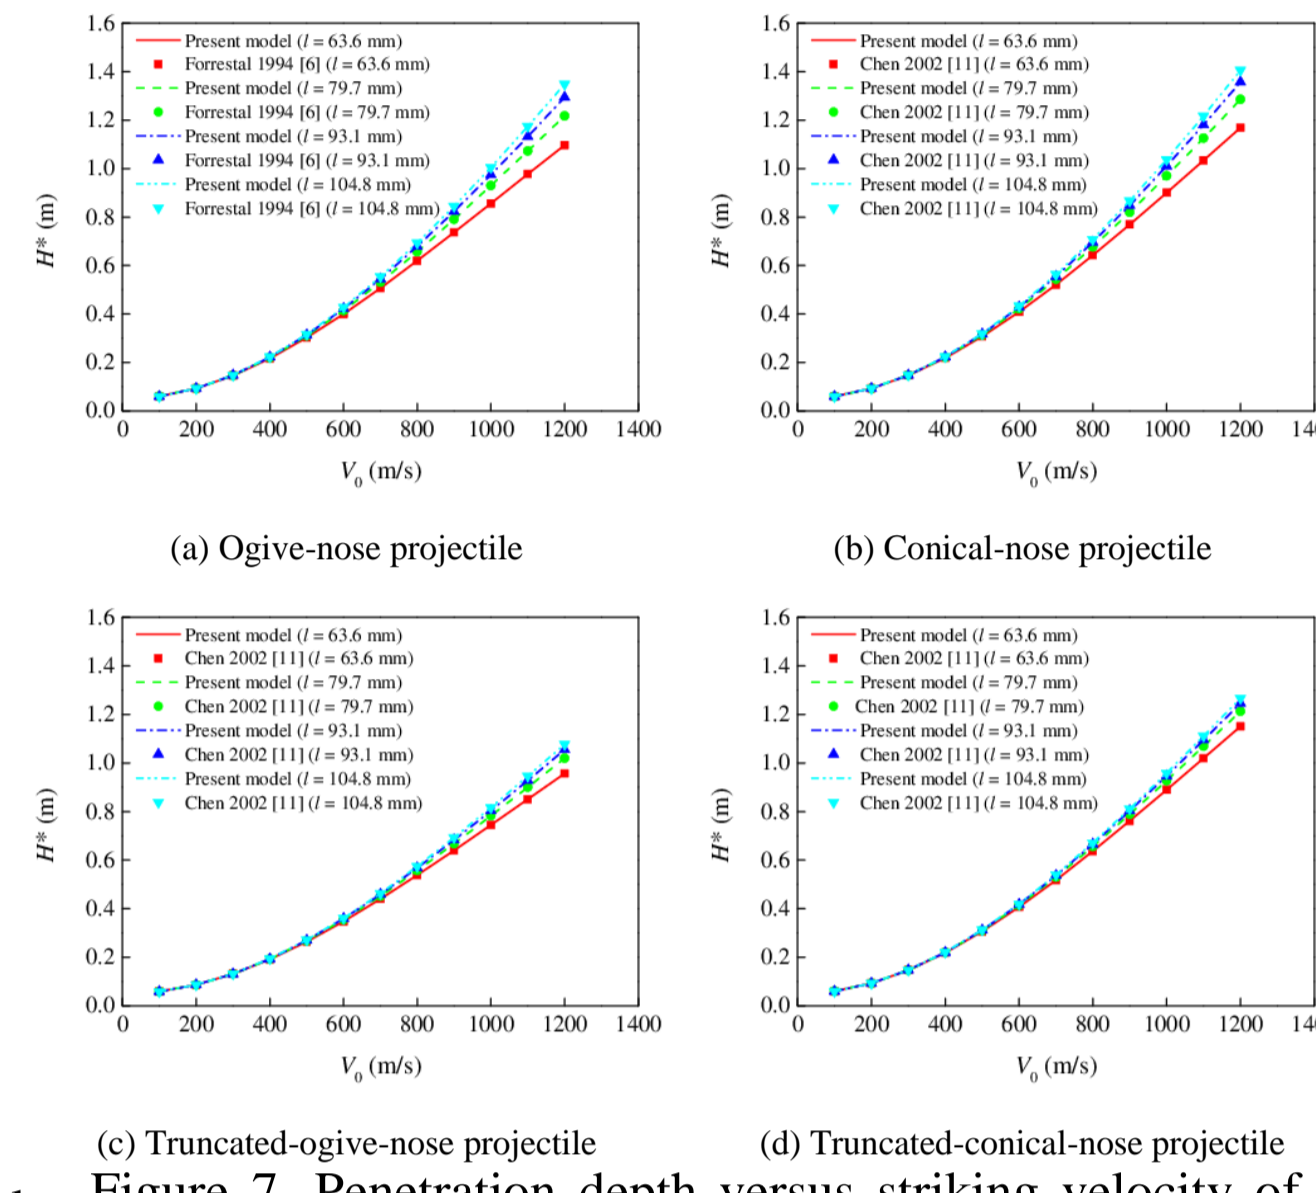 1.6
1.4
1.2
1.0
0.8
0.6
0.4
0.2
0.0
H* (m)
Present model (l = 63.6 mm)
Forrestal 1994 [6] (l = 63.6 mm)
Present model (l = 79.7 mm)
Forrestal 1994 [6] (l = 79.7 mm)
Present model (l = 93.1 mm)
Forrestal 1994 [6] (l = 93.1 mm)
Present model (l = 104.8 mm)
Forrestal 1994 [6] (l = 104.8 mm)
0 200 400 600 800 1000 1200 1400
V0 (m/s)
(a) Ogive-nose projectile
1.6
1.4
1.2
1.0
0.8
0.6
0.4
0.2
0.0
H* (m)
Present model (l = 63.6 mm)
Chen 2002 [11] (l = 63.6 mm)
Present model (l = 79.7 mm)
Chen 2002 [11] (l = 79.7 mm)
Present model (l = 93.1 mm)
Chen 2002 [11] (l = 93.1 mm)
Present model (l = 104.8 mm)
Chen 2002 [11] (l = 104.8 mm)
0 200 400 600 800 1000 1200
V0 (m/s)
(b) Conical-nose projectile
1.6
1.4
1.2
1.0
0.8
0.6
0.4
0.2
0.0
H* (m)
Present model (l = 63.6 mm)
Chen 2002 [11] (l = 63.6 mm)
Present model (l = 79.7 mm)
Chen 2002 [11] (l = 79.7 mm)
Present model (l = 93.1 mm)
Chen 2002 [11] (l = 93.1 mm)
Present model (l = 104.8 mm)
Chen 2002 [11] (l = 104.8 mm)
0 200 400 600 800 1000 1200 1400
V0 (m/s)
(c) Truncated-ogive-nose projectile
1.6
1.4
1.2
1.0
0.8
0.6
0.4
0.2
0.0
H* (m)
Present model (l = 63.6 mm)
Chen 2002 [11] (l = 63.6 mm)
Present model (l = 79.7 mm)
Chen 2002 [11] (l = 79.7 mm)
Present model (l = 93.1 mm)
Chen 2002 [11] (l = 93.1 mm)
Present model (l = 104.8 mm)
Chen 2002 [11] (l = 104.8 mm)
0 200 400 600 800 1000 1200
V0 (m/s)
(d) Truncated-conical-nose projectile
Figure 7. Penetration depth versus striking velocity of